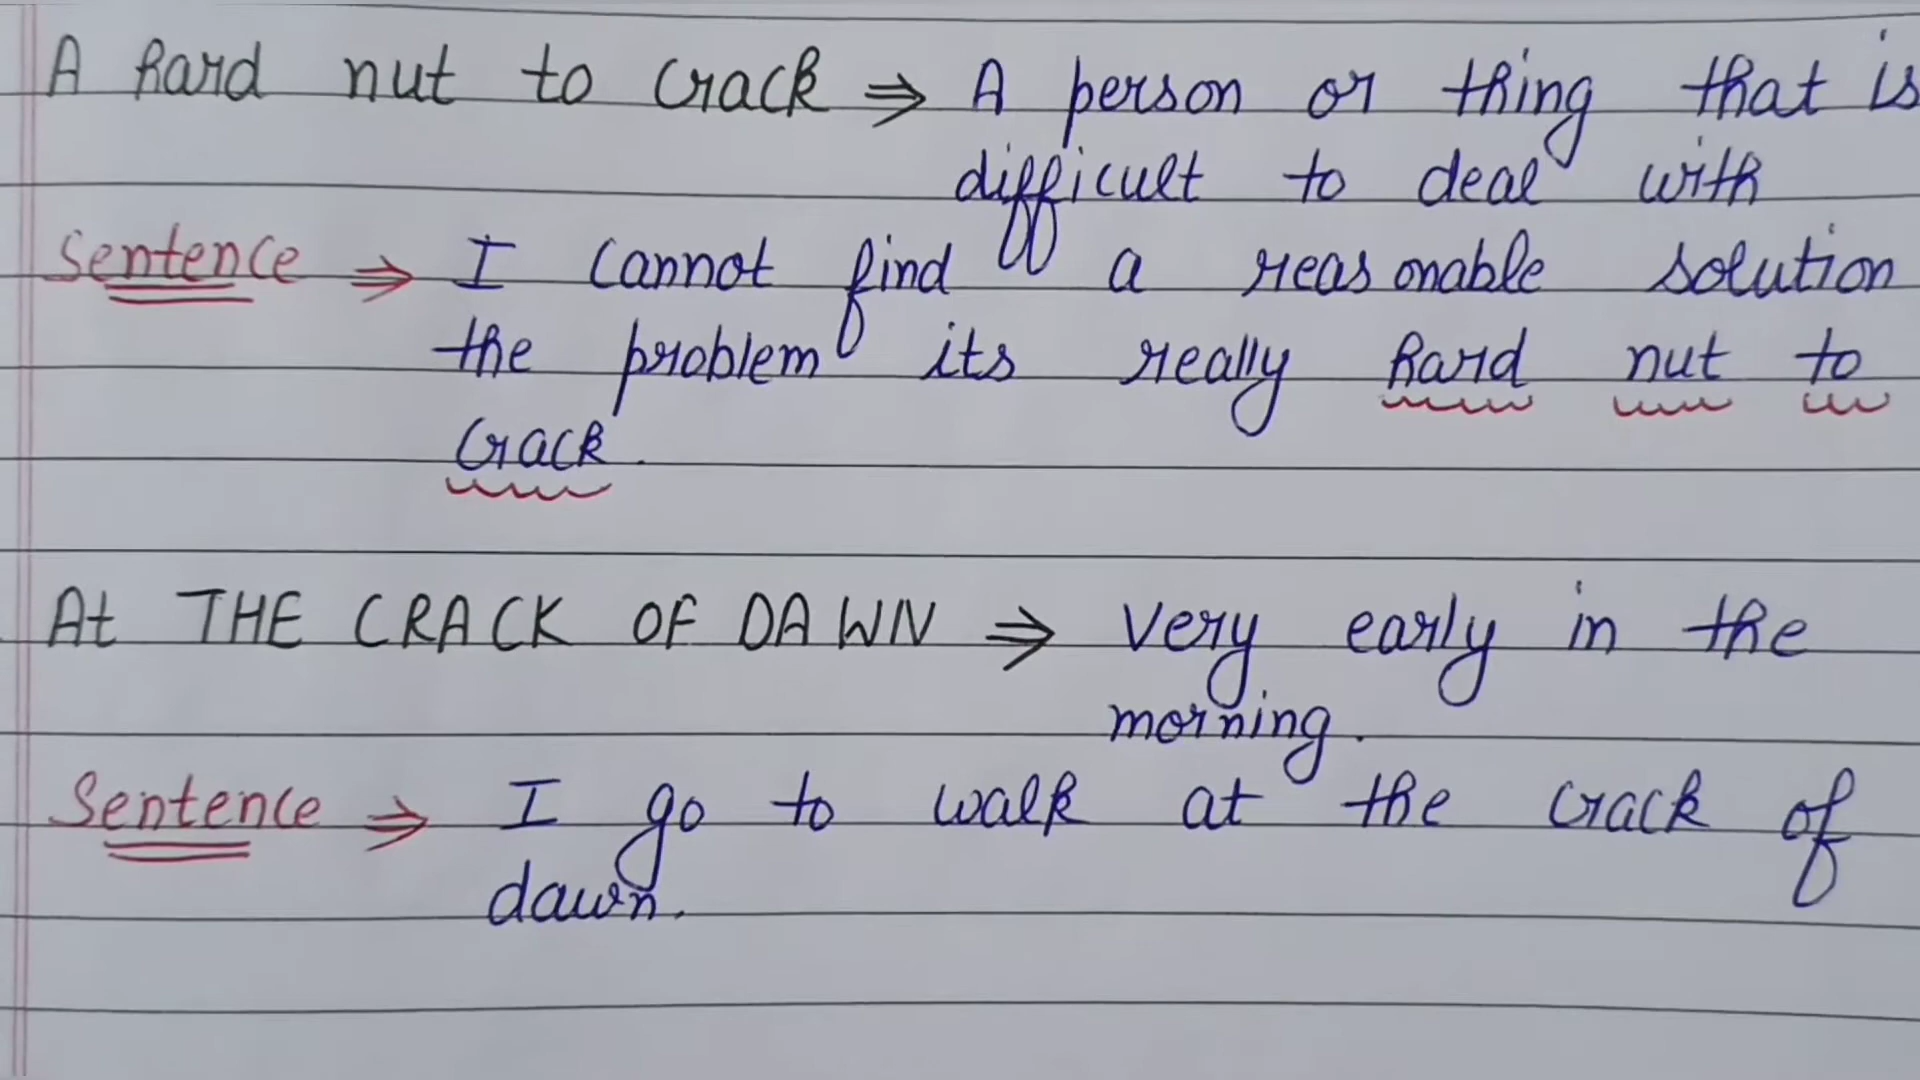 A hard nut to crack ⇒ A person or thing that is
difficult to deal with
Sentence ⇒ I cannot find a reasonable solution
the problem its really hard nut to
crack.
At THE CRACK OF DAWN ⇒ Very early in the
morning.
Sentence ⇒ I go to walk at the crack of
dawn.